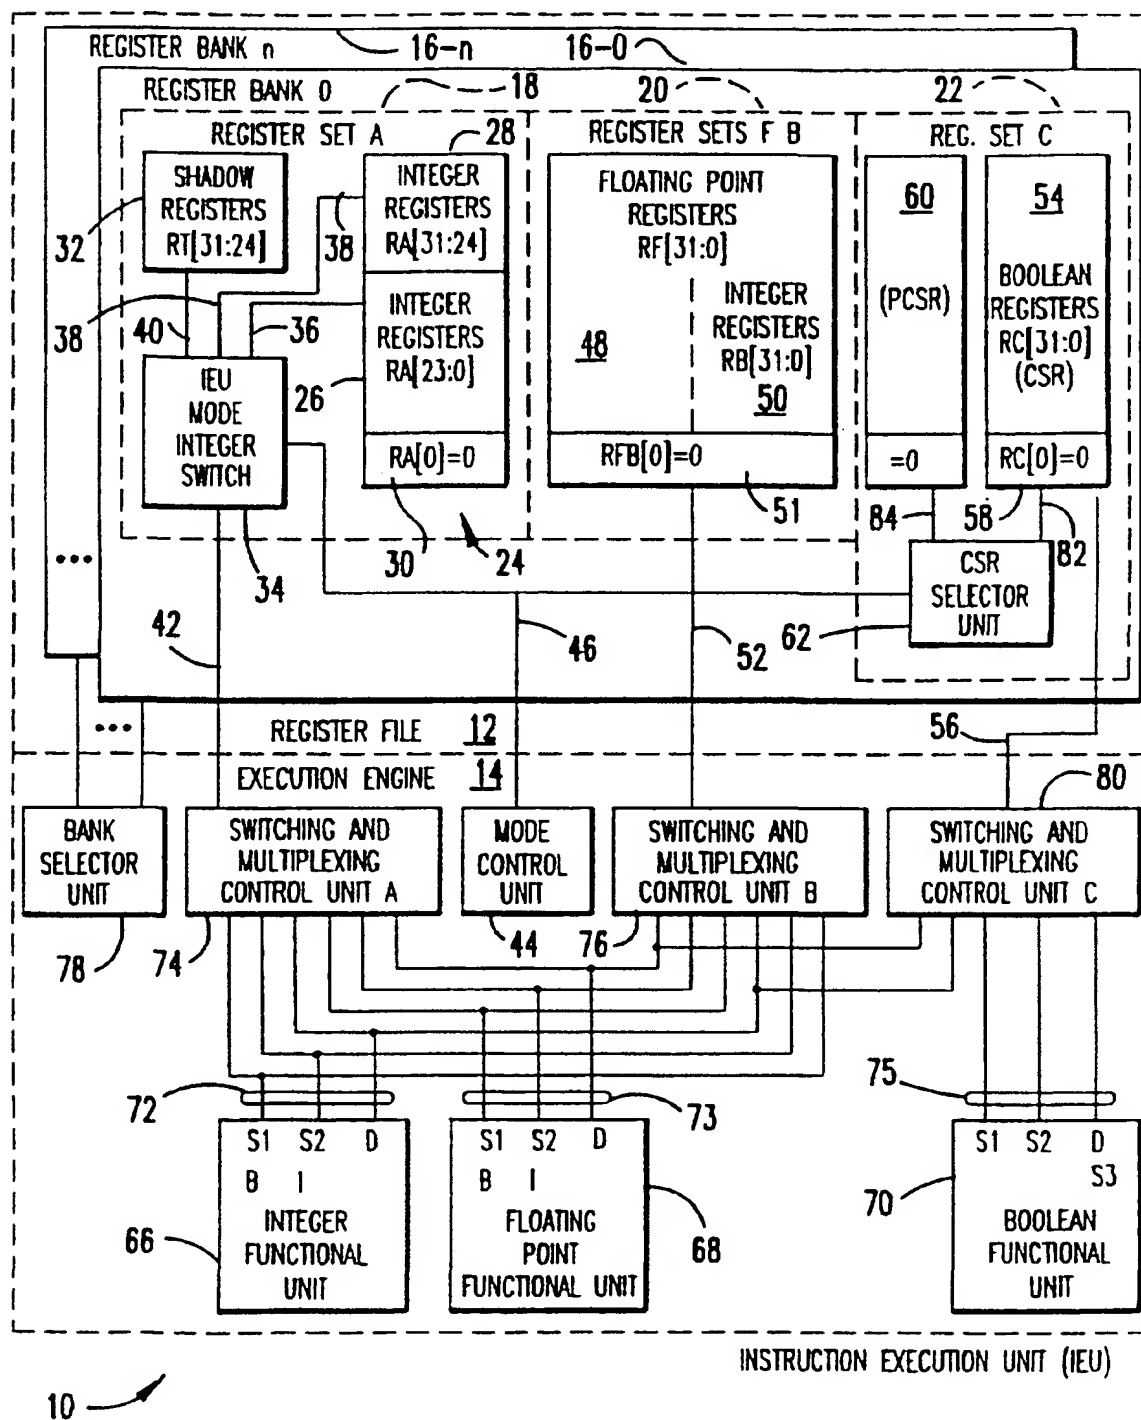 REGISTER BANK n
16-n
16-0
REGISTER BANK 0
18
20
22
REGISTER SET A
28
REGISTER SETS F B
REG. SET C
SHADOW
REGISTERS
RT[31:24]
32
INTEGER
REGISTERS
RA[31:24]
38
FLOATING POINT
REGISTERS
RF[31:0]
60
(PCSR)
54
BOOLEAN
REGISTERS
RC[31:0]
(CSR)
38
40
36
INTEGER
REGISTERS
RA[23:0]
26
48
INTEGER
REGISTERS
RB[31:0]
50
IEU
MODE
INTEGER
SWITCH
RA[0]=0
RFB[0]=0
=0
RC[0]=0
51
84
58
82
30
24
34
CSR
SELECTOR
UNIT
62
...
42
46
52
...
REGISTER FILE 12
56
EXECUTION ENGINE 14
80
BANK
SELECTOR
UNIT
SWITCHING AND
MULTIPLEXING
CONTROL UNIT A
MODE
CONTROL
UNIT
SWITCHING AND
MULTIPLEXING
CONTROL UNIT B
SWITCHING AND
MULTIPLEXING
CONTROL UNIT C
78
74
44
76
72
73
75
S1 S2 D
B I
INTEGER
FUNCTIONAL
UNIT
66
S1 S2 D
B I
FLOATING
POINT
FUNCTIONAL UNIT
68
S1 S2 D
S3
BOOLEAN
FUNCTIONAL
UNIT
70
INSTRUCTION EXECUTION UNIT (IEU)
10